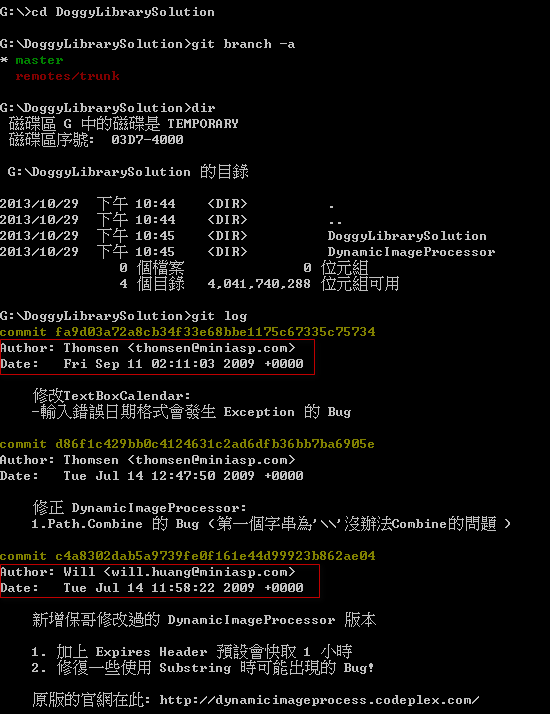 G:\>cd DoggyLibrarySolution
G:\DoggyLibrarySolution>git branch -a
* master
remotes/trunk
G:\DoggyLibrarySolution>dir
磁碟區 G 中的磁碟是 TEMPORARY
磁碟區序號:  03D7-4000
G:\DoggyLibrarySolution 的目錄
2013/10/29  下午 10:44    <DIR>          .
2013/10/29  下午 10:44    <DIR>          ..
2013/10/29  下午 10:45    <DIR>          DoggyLibrarySolution
2013/10/29  下午 10:45    <DIR>          DynamicImageProcessor
0 個檔案               0 位元組
4 個目錄   4,041,740,288 位元組可用
G:\DoggyLibrarySolution>git log
commit fa9d03a72a8cb34f33e68bbe1175c67335c75734
Author: Thomsen <thomsen@miniasp.com>
Date:   Fri Sep 11 02:11:03 2009 +0000
修改TextBoxCalendar:
-輸入錯誤日期格式會發生 Exception 的 Bug
commit d86f1c429bb0c4124631c2ad6dfb36bb7ba6905e
Author: Thomsen <thomsen@miniasp.com>
Date:   Tue Jul 14 12:47:50 2009 +0000
修正 DynamicImageProcessor:
1.Path.Combine 的 Bug (第一個字串為'\\'沒辦法Combine的問題 )
commit c4a8302dab5a9739fe0f161e44d99923b862ae04
Author: Will <will.huang@miniasp.com>
Date:   Tue Jul 14 11:58:22 2009 +0000
新增保哥修改過的 DynamicImageProcessor 版本
1. 加上 Expires Header 預設會快取 1 小時
2. 修復一些使用 Substring 時可能出現的 Bug!
原版的官網在此: http://dynamicimageprocess.codeplex.com/